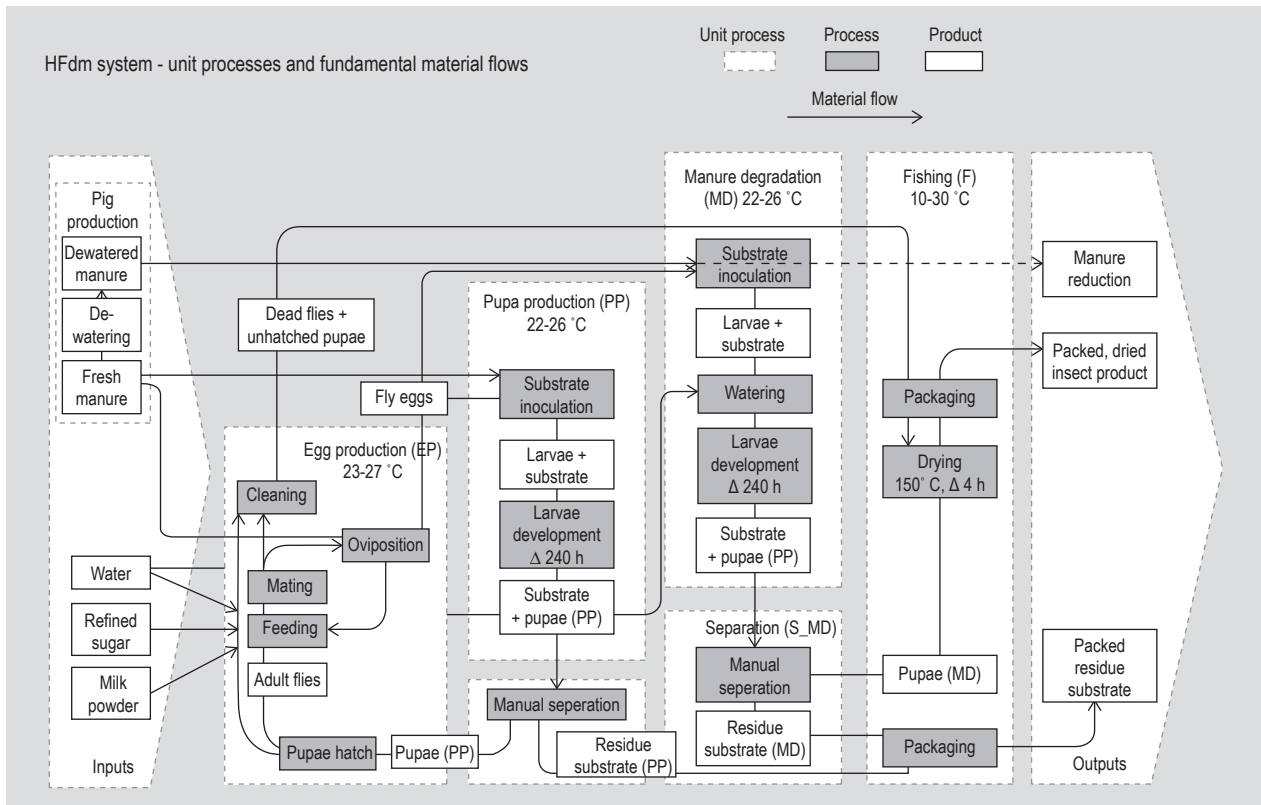 Unit process
Process
Product
HFdm system - unit processes and fundamental material flows
Material flow
Pig
production
Dewatered
manure
De-
watering
Fresh
manure
Water
Refined
sugar
Milk
powder
Inputs
Dead flies +
unhatched pupae
Fly eggs
Egg production (EP)
23-27 ˚C
Cleaning
Oviposition
Mating
Feeding
Adult flies
Pupae hatch
Pupae (PP)
Pupa production (PP)
22-26 ˚C
Substrate
inoculation
Larvae +
substrate
Larvae
development
Δ 240 h
Substrate
+ pupae (PP)
Manual seperation
Residue
substrate (PP)
Manure degradation
(MD) 22-26 ˚C
Substrate
inoculation
Larvae +
substrate
Watering
Larvae
development
Δ 240 h
Substrate
+ pupae (PP)
Separation (S_MD)
Manual
seperation
Residue
substrate (MD)
Fishing (F)
10-30 ˚C
Packaging
Drying
150˚ C, Δ 4 h
Pupae (MD)
Packaging
Manure
reduction
Packed, dried
insect product
Packed
residue
substrate
Outputs